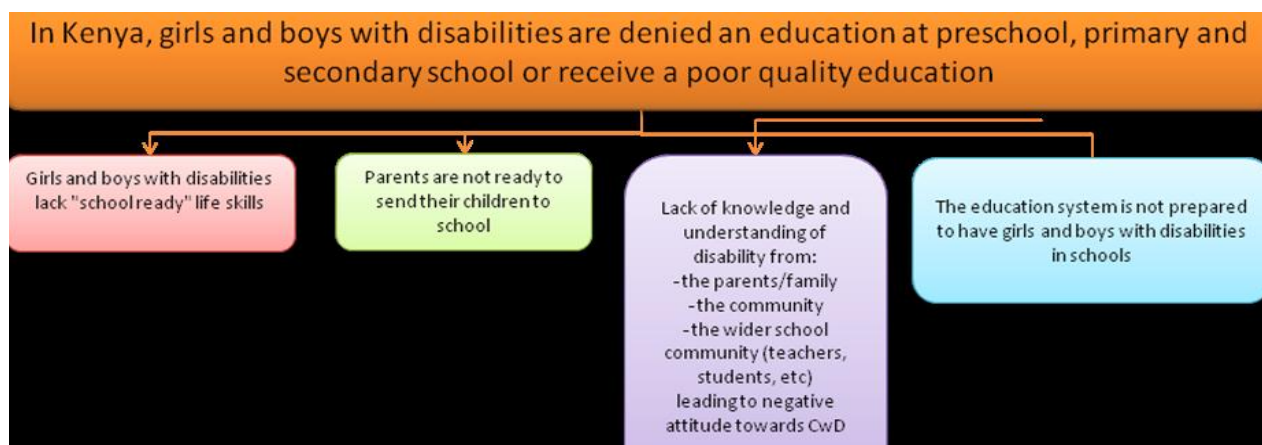 In Kenya, girls and boys with disabilities are denied an education at preschool, primary and
secondary school or receive a poor quality education
Girls and boys with disabilities
lack "school ready" life skills
Parents are not ready to
send their children to
school
Lack of knowledge and
understanding of
disability from:
-the parents/family
-the community
-the wider school
community (teachers,
students, etc)
leading to negative
attitude towards CwD
The education system is not prepared
to have girls and boys with disabilities
in schools